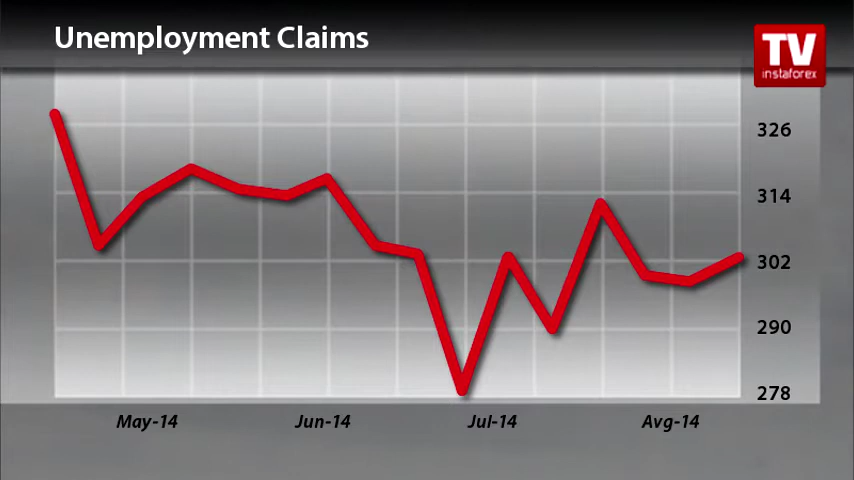 Unemployment Claims
TV
instaforex
326
314
302
290
278
May-14
Jun-14
Jul-14
Avg-14